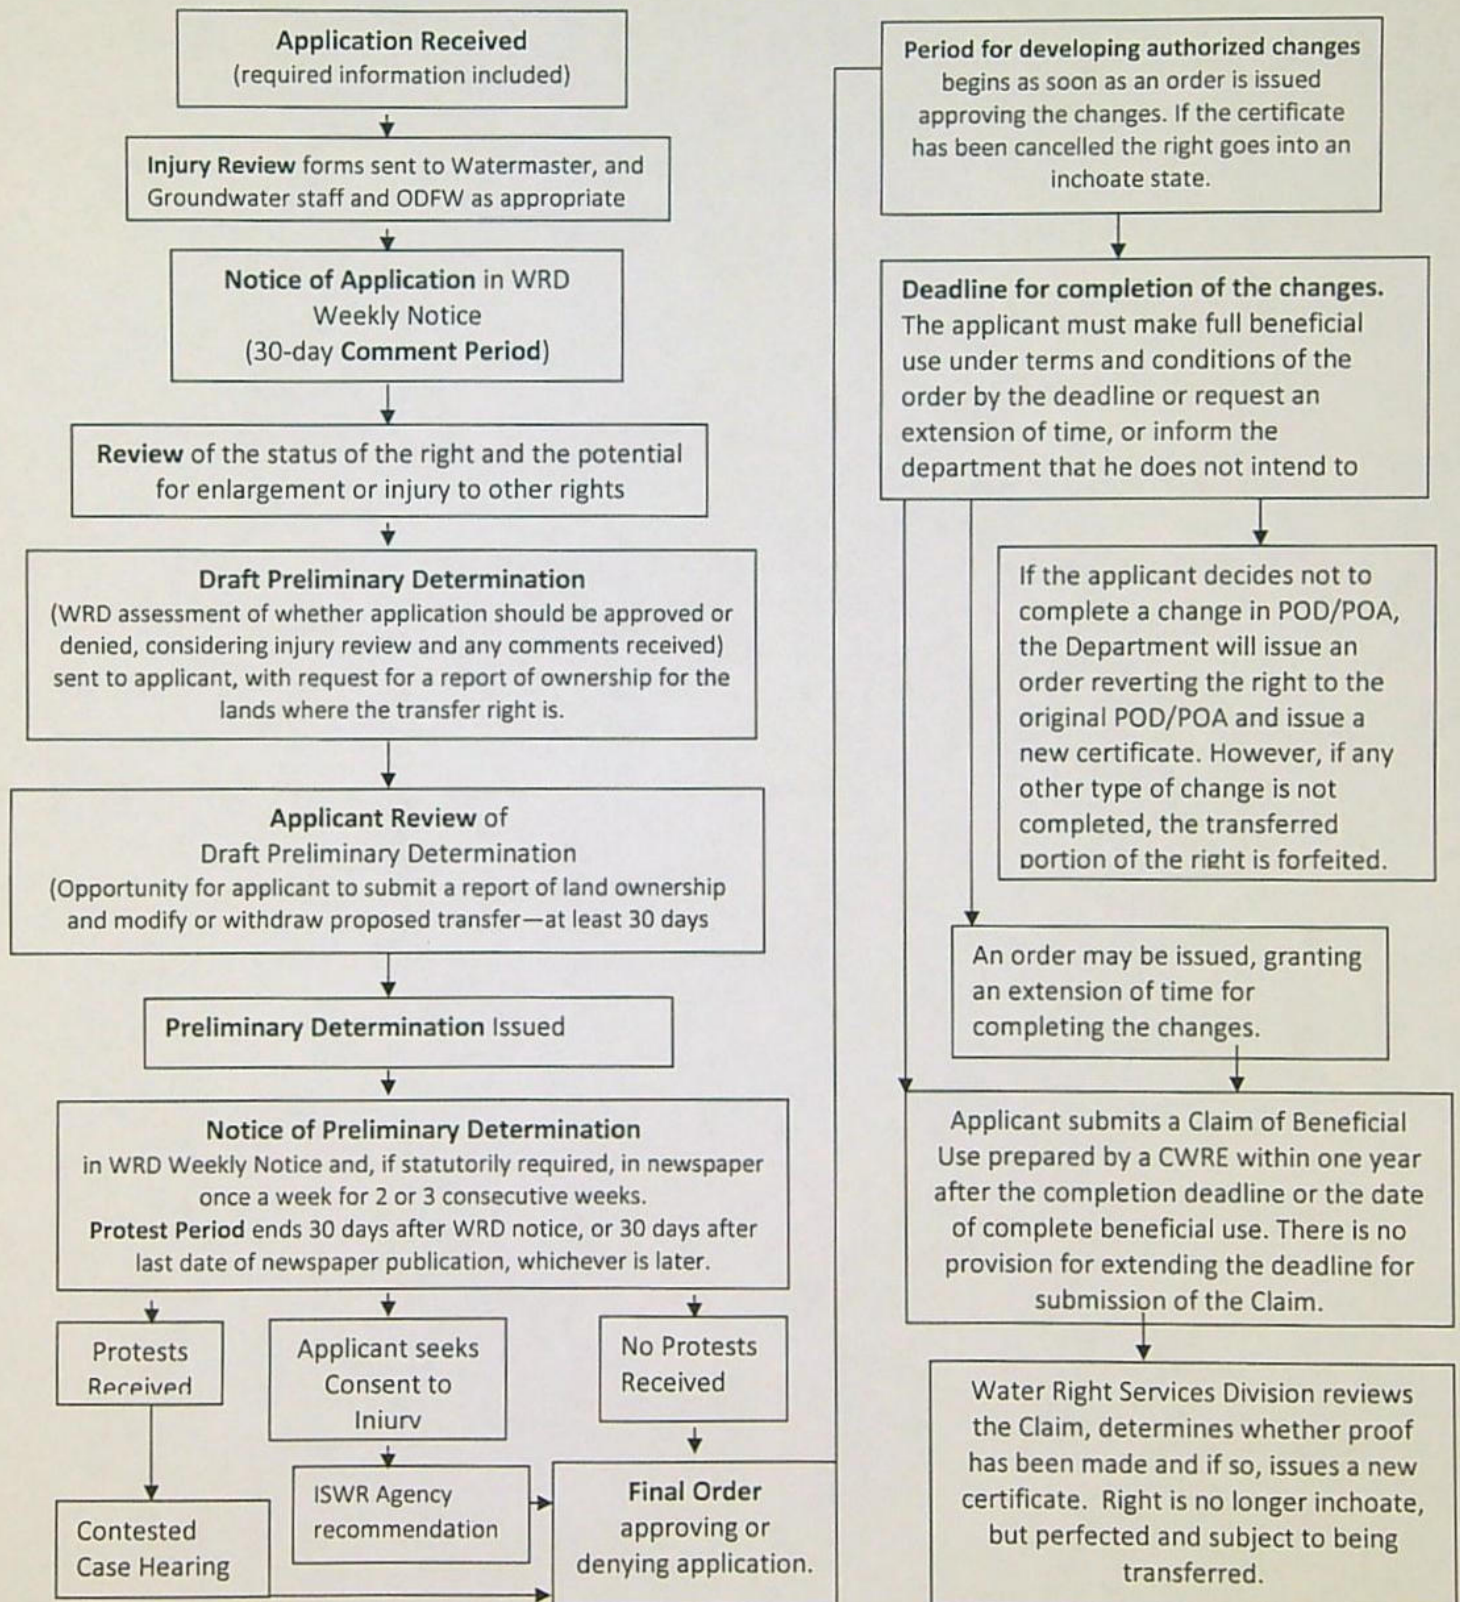 Application Received
(required information included)
Injury Review forms sent to Watermaster, and
Groundwater staff and ODFW as appropriate
Notice of Application in WRD
Weekly Notice
(30-day Comment Period)
Review of the status of the right and the potential
for enlargement or injury to other rights
Draft Preliminary Determination
(WRD assessment of whether application should be approved or
denied, considering injury review and any comments received)
sent to applicant, with request for a report of ownership for the
lands where the transfer right is.
Applicant Review of
Draft Preliminary Determination
(Opportunity for applicant to submit a report of land ownership
and modify or withdraw proposed transfer—at least 30 days
Preliminary Determination Issued
Notice of Preliminary Determination
in WRD Weekly Notice and, if statutorily required, in newspaper
once a week for 2 or 3 consecutive weeks.
Protest Period ends 30 days after WRD notice, or 30 days after
last date of newspaper publication, whichever is later.
Protests
Received
Applicant seeks
Consent to
Injury
No Protests
Received
Contested
Case Hearing
ISWR Agency
recommendation
Final Order
approving or
denying application.
Period for developing authorized changes
begins as soon as an order is issued
approving the changes. If the certificate
has been cancelled the right goes into an
inchoate state.
Deadline for completion of the changes.
The applicant must make full beneficial
use under terms and conditions of the
order by the deadline or request an
extension of time, or inform the
department that he does not intend to
If the applicant decides not to
complete a change in POD/POA,
the Department will issue an
order reverting the right to the
original POD/POA and issue a
new certificate. However, if any
other type of change is not
completed, the transferred
portion of the right is forfeited.
An order may be issued, granting
an extension of time for
completing the changes.
Applicant submits a Claim of Beneficial
Use prepared by a CWRE within one year
after the completion deadline or the date
of complete beneficial use. There is no
provision for extending the deadline for
submission of the Claim.
Water Right Services Division reviews
the Claim, determines whether proof
has been made and if so, issues a new
certificate. Right is no longer inchoate,
but perfected and subject to being
transferred.